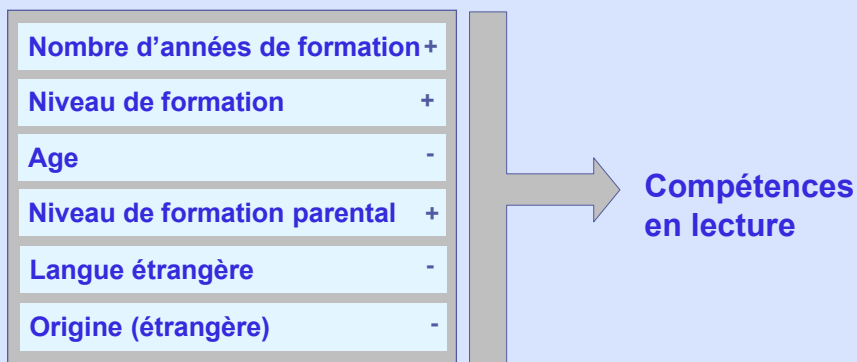 Nombre d’années de formation +
Niveau de formation +
Age -
Niveau de formation parental +
Langue étrangère -
Origine (étrangère) -
Compétences
en lecture